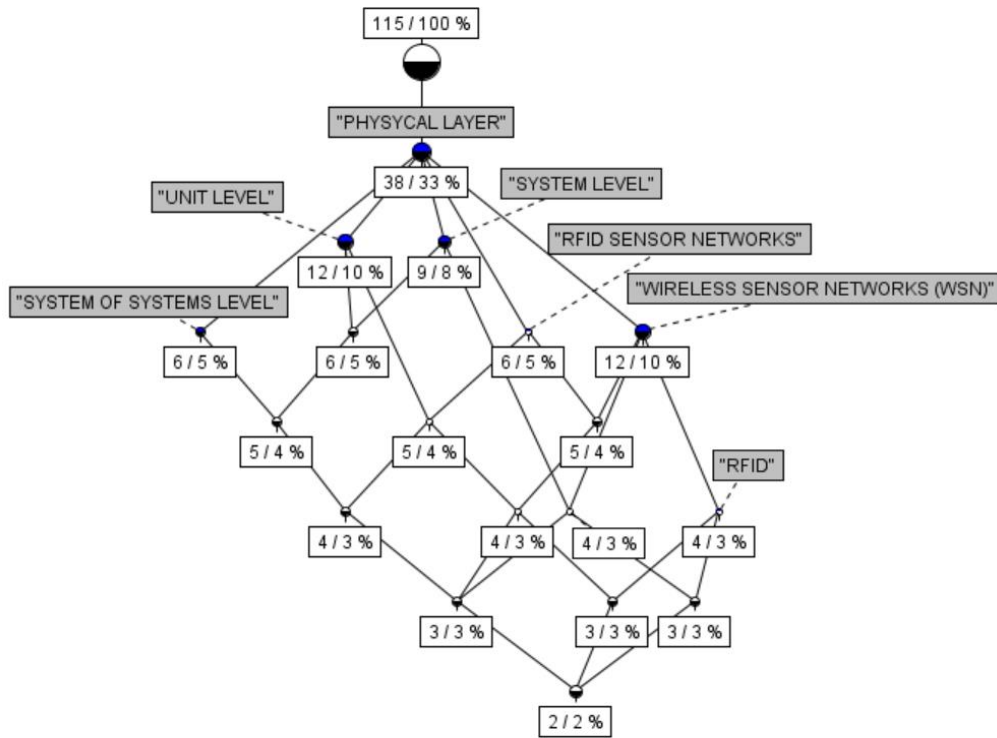 115 / 100 %
"PHYSYCAL LAYER"
38 / 33 %
"UNIT LEVEL"
"SYSTEM LEVEL"
"RFID SENSOR NETWORKS"
12 / 10 %
9 / 8 %
"SYSTEM OF SYSTEMS LEVEL"
"WIRELESS SENSOR NETWORKS (WSN)"
6 / 5 %
6 / 5 %
6 / 5 %
12 / 10 %
5 / 4 %
5 / 4 %
5 / 4 %
"RFID"
4 / 3 %
4 / 3 %
4 / 3 %
4 / 3 %
3 / 3 %
3 / 3 %
3 / 3 %
2 / 2 %